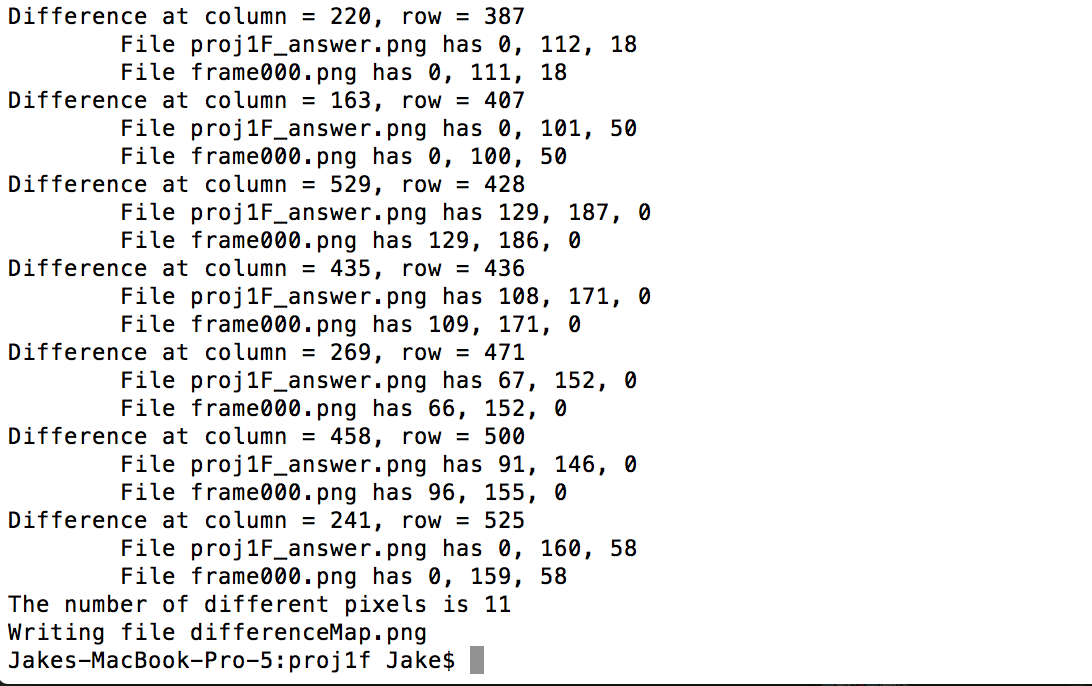 Difference at column = 220, row = 387
File proj1F_answer.png has 0, 112, 18
File frame000.png has 0, 111, 18
Difference at column = 163, row = 407
File proj1F_answer.png has 0, 101, 50
File frame000.png has 0, 100, 50
Difference at column = 529, row = 428
File proj1F_answer.png has 129, 187, 0
File frame000.png has 129, 186, 0
Difference at column = 435, row = 436
File proj1F_answer.png has 108, 171, 0
File frame000.png has 109, 171, 0
Difference at column = 269, row = 471
File proj1F_answer.png has 67, 152, 0
File frame000.png has 66, 152, 0
Difference at column = 458, row = 500
File proj1F_answer.png has 91, 146, 0
File frame000.png has 96, 155, 0
Difference at column = 241, row = 525
File proj1F_answer.png has 0, 160, 58
File frame000.png has 0, 159, 58
The number of different pixels is 11
Writing file differenceMap.png
Jakes-MacBook-Pro-5:proj1f Jake$